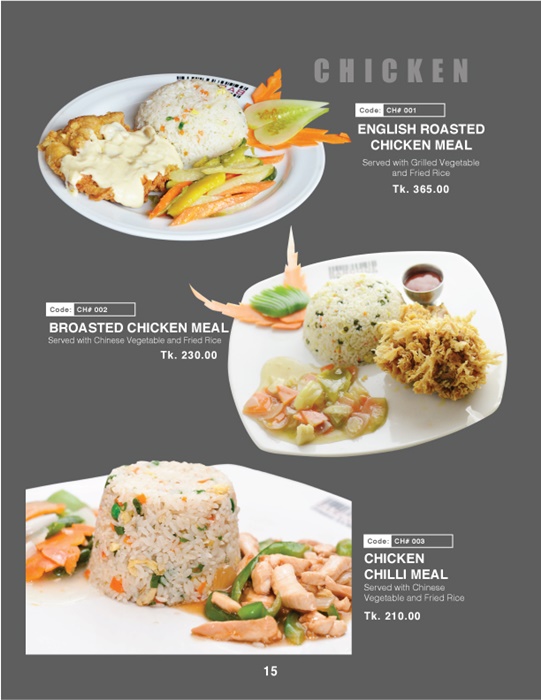 CHICKEN
Code: CH# 001
ENGLISH ROASTED
CHICKEN MEAL
Served with Grilled Vegetable
and Fried Rice
Tk. 365.00
Code: CH# 002
BROASTED CHICKEN MEAL
Served with Chinese Vegetable and Fried Rice
Tk. 230.00
Code: CH# 003
CHICKEN
CHILLI MEAL
Served with Chinese
Vegetable and Fried Rice
Tk. 210.00
15